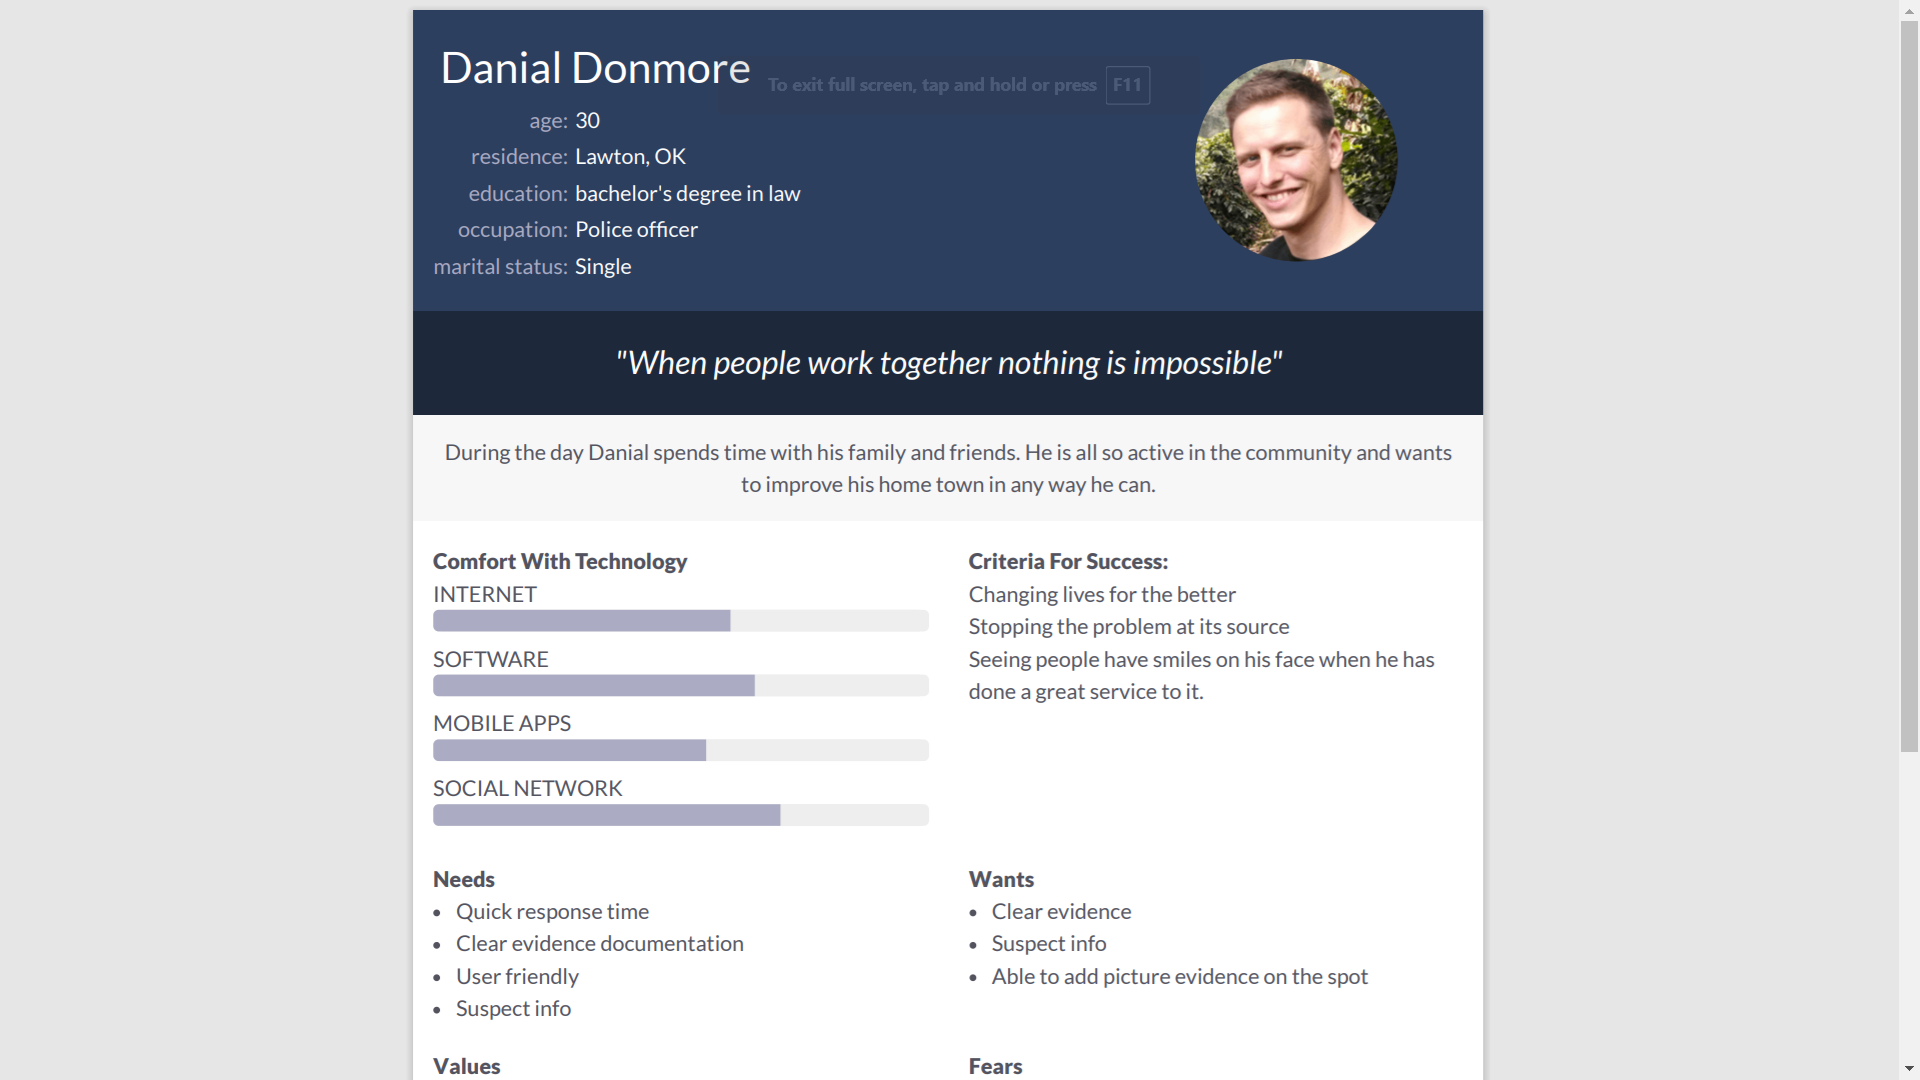 Danial Donmore
To exit full screen, tap and hold or press F11
age: 30
residence: Lawton, OK
education: bachelor's degree in law
occupation: Police officer
marital status: Single
"When people work together nothing is impossible"
During the day Danial spends time with his family and friends. He is all so active in the community and wants
to improve his home town in any way he can.
Comfort With Technology
INTERNET
SOFTWARE
MOBILE APPS
SOCIAL NETWORK
Criteria For Success:
Changing lives for the better
Stopping the problem at its source
Seeing people have smiles on his face when he has
done a great service to it.
Needs
• Quick response time
• Clear evidence documentation
• User friendly
• Suspect info
Wants
• Clear evidence
• Suspect info
• Able to add picture evidence on the spot
Values
Fears